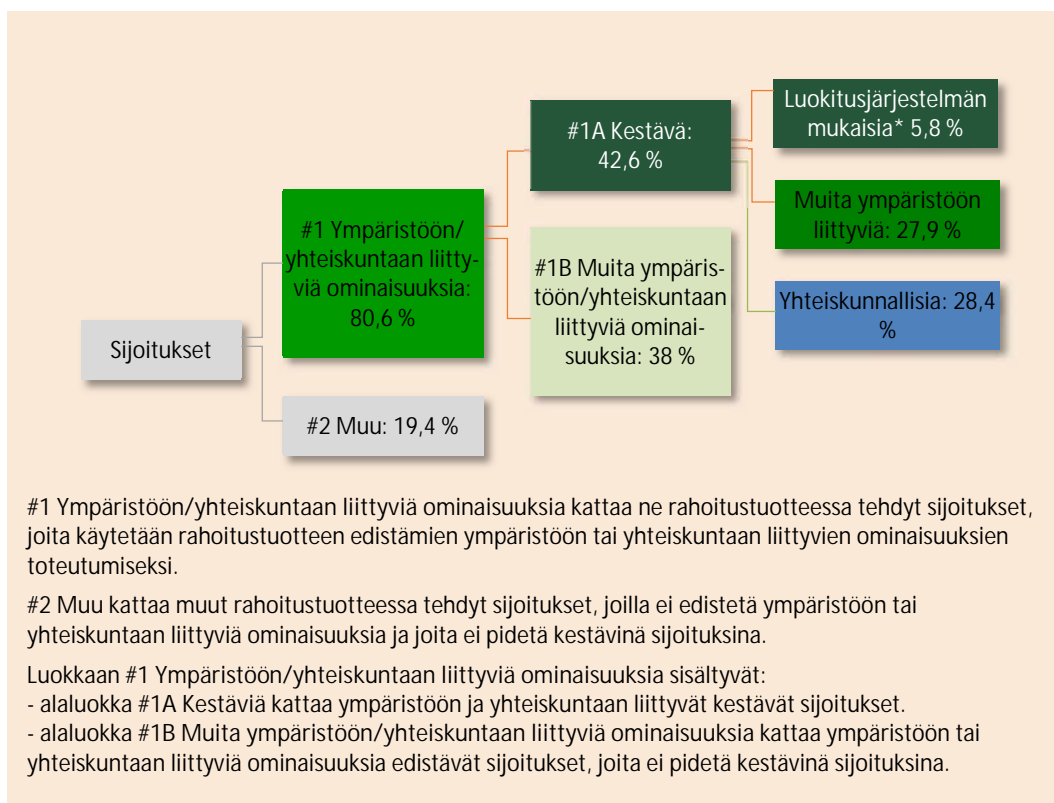 Sijoitukset
#1 Ympäristöön/
yhteiskuntaan liitty-
viä ominaisuuksia:
80,6 %
#2 Muu: 19,4 %
#1A Kestävä:
42,6 %
#1B Muita ympäris-
töön/yhteiskuntaan
liittyviä ominai-
suuksia: 38 %
Luokitusjärjestelmän
mukaisia* 5,8 %
Muita ympäristöön
liittyviä: 27,9 %
Yhteiskunnallisia: 28,4
%
#1 Ympäristöön/yhteiskuntaan liittyviä ominaisuuksia kattaa ne rahoitustuotteessa tehdyt sijoitukset,
joita käytetään rahoitustuotteen edistämien ympäristöön tai yhteiskuntaan liittyvien ominaisuuksien
toteutumiseksi.
#2 Muu kattaa muut rahoitustuotteessa tehdyt sijoitukset, joilla ei edistetä ympäristöön tai
yhteiskuntaan liittyviä ominaisuuksia ja joita ei pidetä kestävinä sijoituksina.
Luokkaan #1 Ympäristöön/yhteiskuntaan liittyviä ominaisuuksia sisältyvät:
- alaluokka #1A Kestäviä kattaa ympäristöön ja yhteiskuntaan liittyvät kestävät sijoitukset.
- alaluokka #1B Muita ympäristöön/yhteiskuntaan liittyviä ominaisuuksia kattaa ympäristöön tai
yhteiskuntaan liittyviä ominaisuuksia edistävät sijoitukset, joita ei pidetä kestävinä sijoituksina.